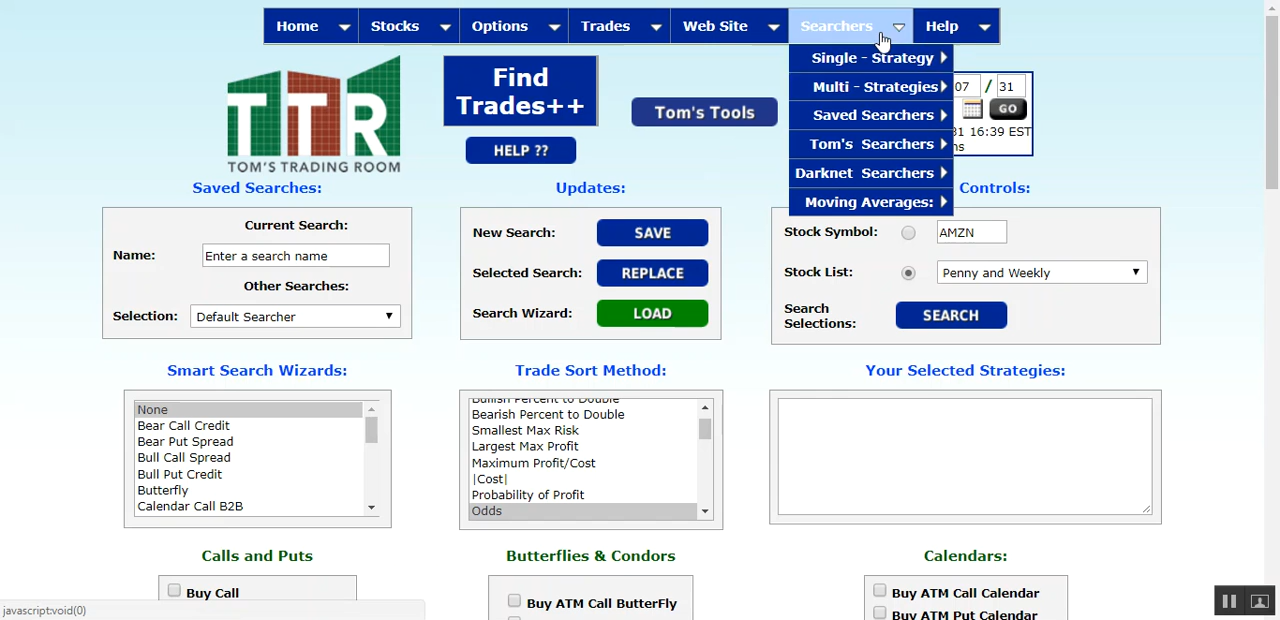 Home Stocks Options Trades Web Site Searchers Help
Single - Strategy
Multi - Strategies
Saved Searchers
Tom's Searchers
Darknet Searchers
Moving Averages:
TTR
TOM'S TRADING ROOM
Find
Trades++
HELP ??
Tom's Tools
07 / 31
GO
16:39 EST
Saved Searches:
Current Search:
Name: Enter a search name
Other Searches:
Selection: Default Searcher
Updates:
New Search: SAVE
Selected Search: REPLACE
Search Wizard: LOAD
Controls:
Stock Symbol: AMZN
Stock List: Penny and Weekly
Search
Selections: SEARCH
Smart Search Wizards:
None
Bear Call Credit
Bear Put Spread
Bull Call Spread
Bull Put Credit
Butterfly
Calendar Call B2B
Trade Sort Method:
Bullish Percent to Double
Bearish Percent to Double
Smallest Max Risk
Largest Max Profit
Maximum Profit/Cost
|Cost|
Probability of Profit
Odds
Your Selected Strategies:
Calls and Puts
Buy Call
Butterflies & Condors
Buy ATM Call ButterFly
Calendars:
Buy ATM Call Calendar
Buy ATM Put Calendar
javascript:void(0)